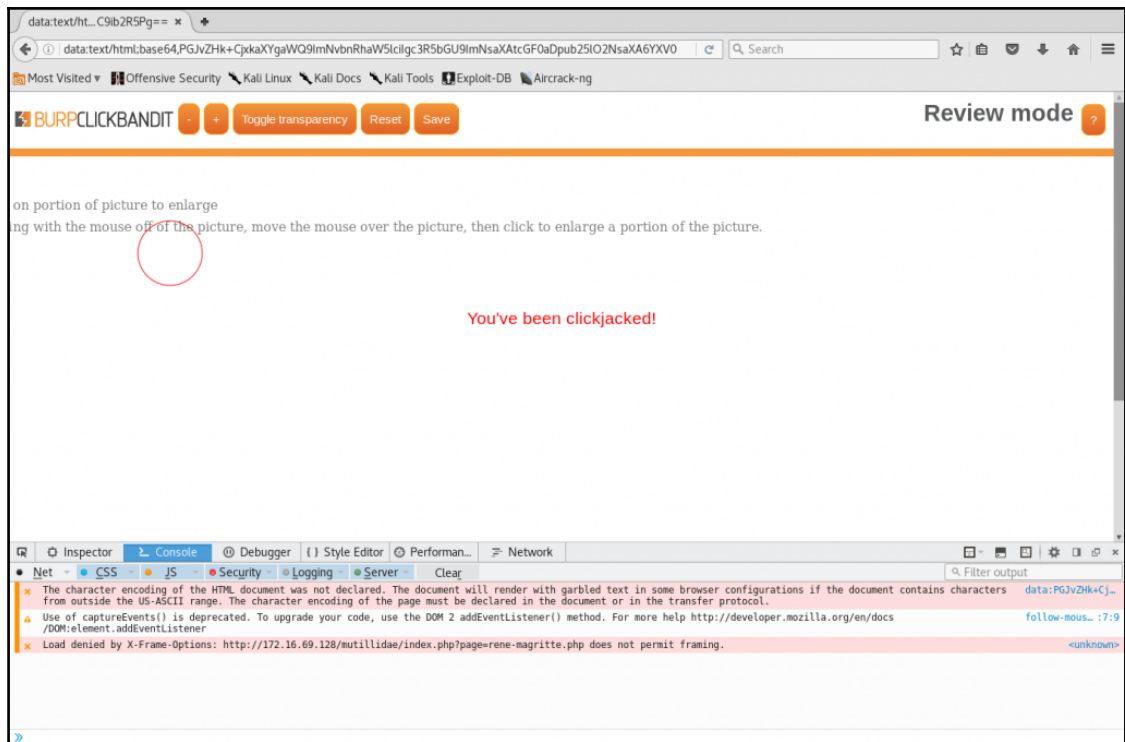 data:text/ht...C9ib2R5Pg== × +
data:text/html;base64,PGJvZHk+CjxkaXYgaWQ9ImNvbnRhaW5lciIgc3R5bGU9ImNsaXAtcGF0aDpub25lO2NsaXA6YXV0 Search
Most Visited Offensive Security Kali Linux Kali Docs Kali Tools Exploit-DB Aircrack-ng
BURPCLICKBANDIT - + Toggle transparency Reset Save Review mode ?
on portion of picture to enlarge
ng with the mouse off of the picture, move the mouse over the picture, then click to enlarge a portion of the picture.
You've been clickjacked!
Inspector Console Debugger { } Style Editor Performan... Network
Net CSS JS Security Logging Server Clear Filter output
The character encoding of the HTML document was not declared. The document will render with garbled text in some browser configurations if the document contains characters data:PGJvZHk+Cj...
from outside the US-ASCII range. The character encoding of the page must be declared in the document or in the transfer protocol.
Use of captureEvents() is deprecated. To upgrade your code, use the DOM 2 addEventListener() method. For more help http://developer.mozilla.org/en/docs follow-mous... :7:9
/DOM:element.addEventListener
Load denied by X-Frame-Options: http://172.16.69.128/mutillidae/index.php?page=rene-magritte.php does not permit framing. <unknown>
»